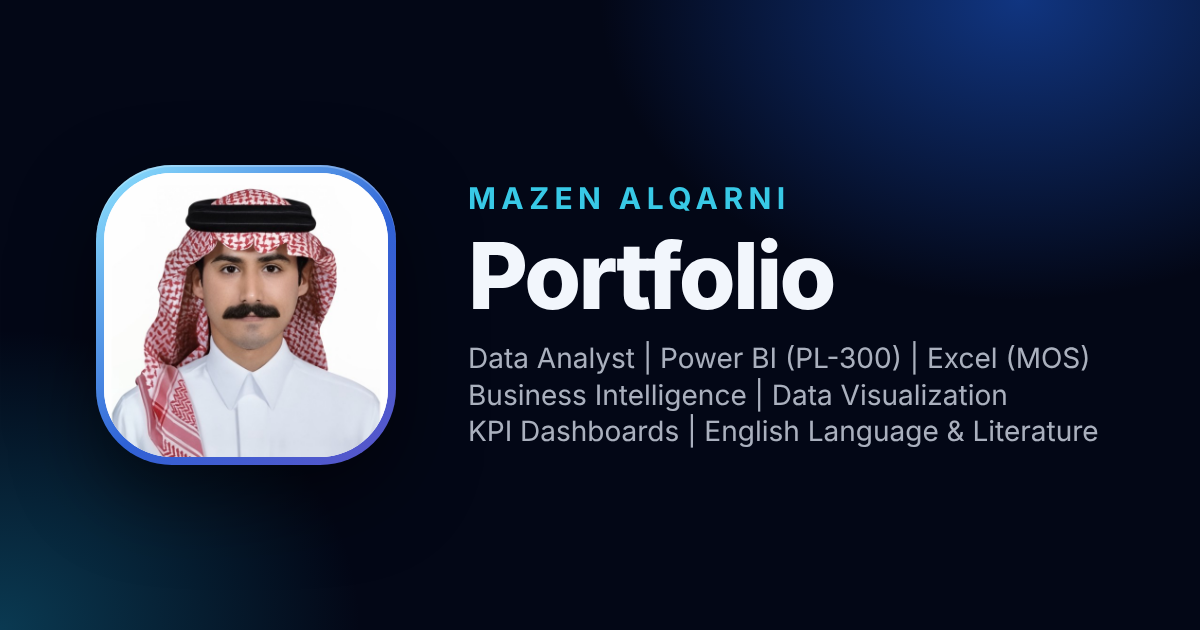 MAZEN ALQARNI
Portfolio
Data Analyst | Power BI (PL-300) | Excel (MOS)
Business Intelligence | Data Visualization
KPI Dashboards | English Language & Literature